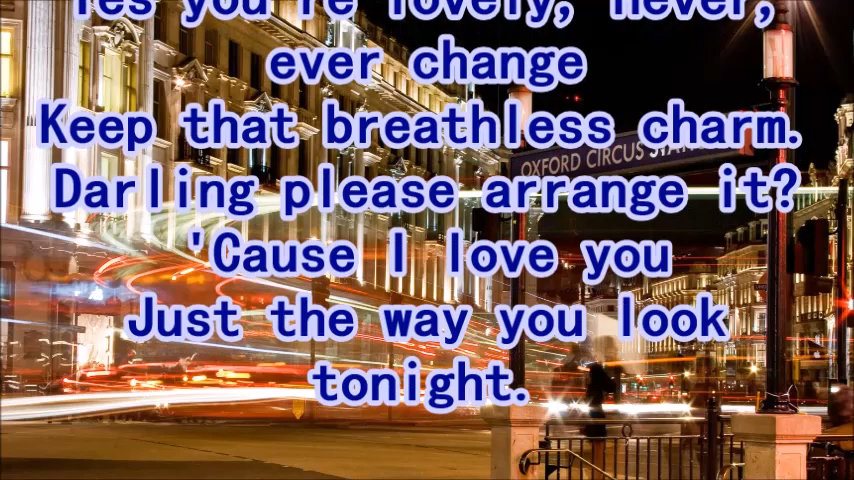 Yes you're lovely, never,
ever change
Keep that breathless charm.
Darling please arrange it?
'Cause I love you
Just the way you look
tonight.
OXFORD CIRCUS